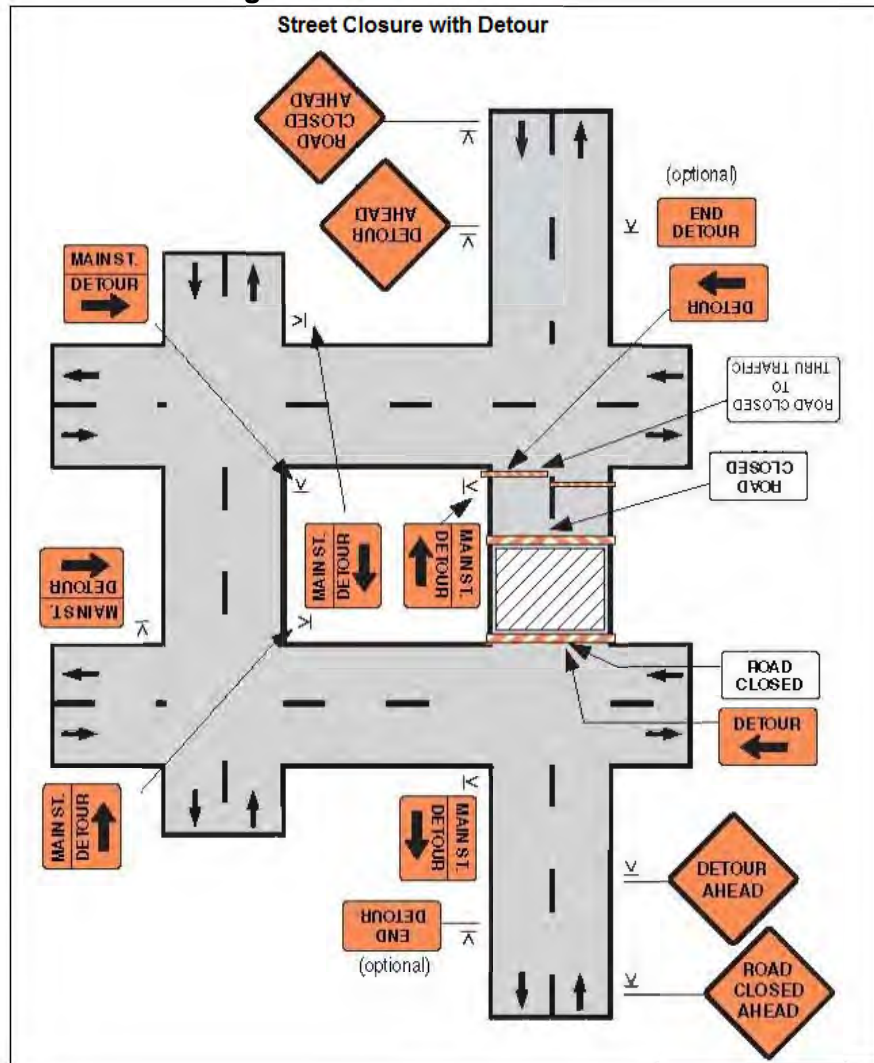 Street Closure with Detour
ROAD
CLOSED
AHEAD
DETOUR
AHEAD
(optional)
END
DETOUR
MAIN ST.
DETOUR
DETOUR
ROAD CLOSED
TO
THRU TRAFFIC
ROAD
CLOSED
MAIN ST.
DETOUR
MAIN ST.
DETOUR
MAIN ST.
DETOUR
ROAD
CLOSED
DETOUR
MAIN ST.
DETOUR
MAIN ST.
DETOUR
DETOUR
AHEAD
END
DETOUR
(optional)
ROAD
CLOSED
AHEAD